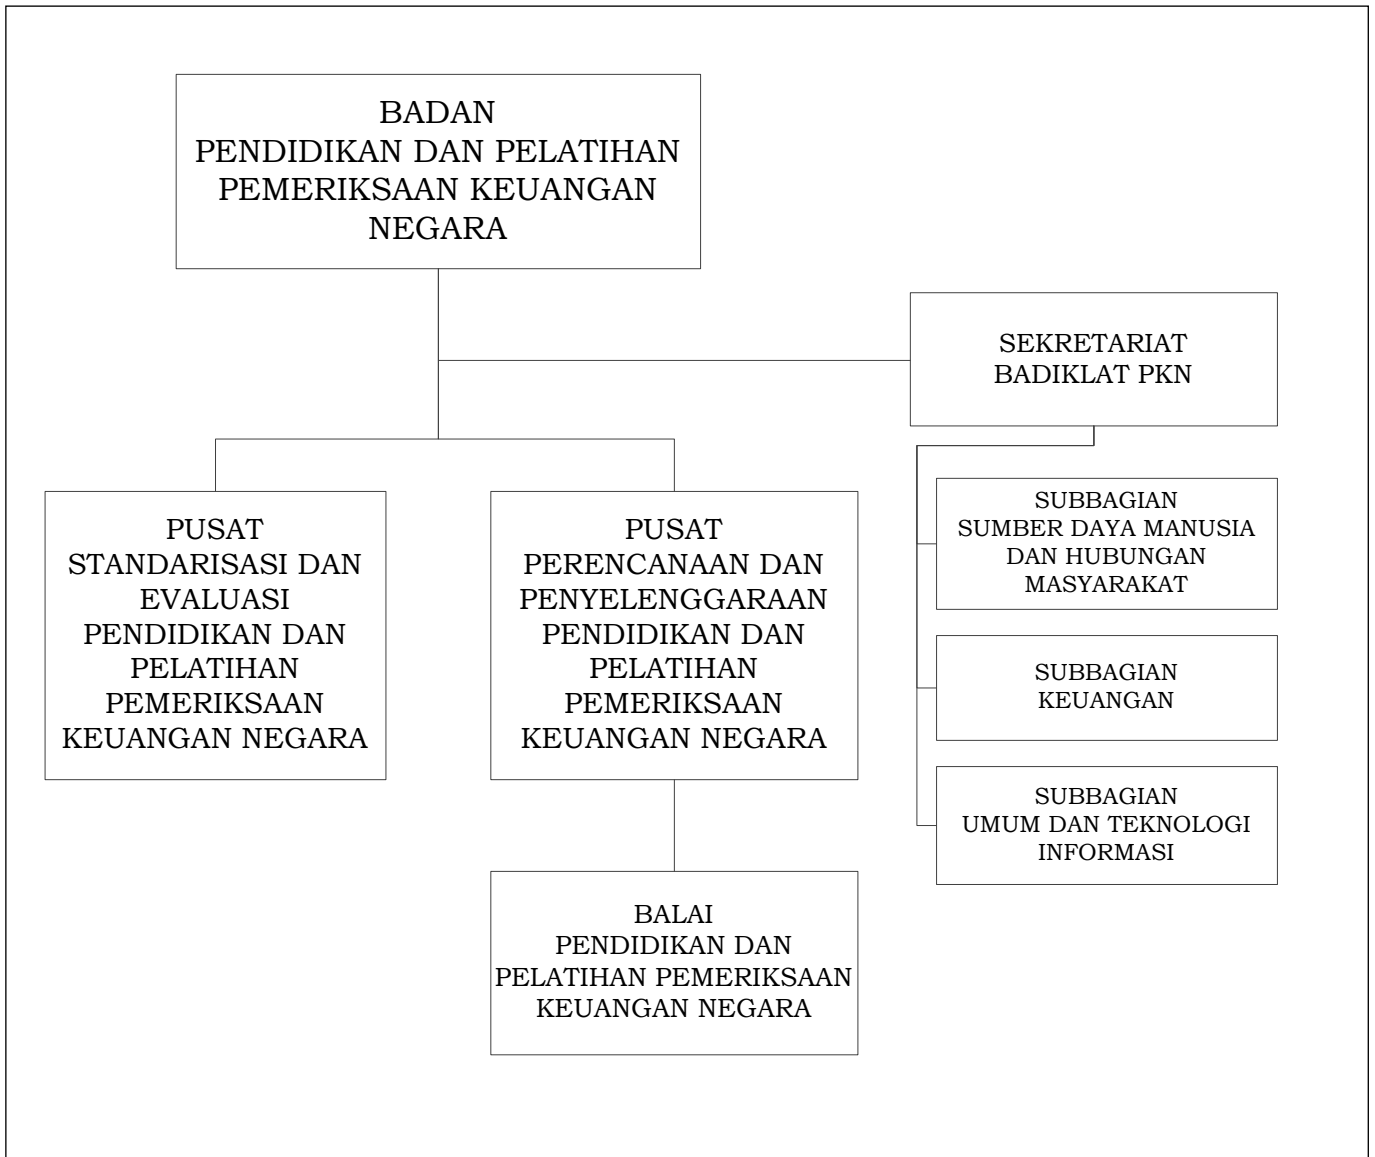 BADAN
PENDIDIKAN DAN PELATIHAN
PEMERIKSAAN KEUANGAN
NEGARA
SEKRETARIAT
BADIKLAT PKN
PUSAT
STANDARISASI DAN
EVALUASI
PENDIDIKAN DAN
PELATIHAN
PEMERIKSAAN
KEUANGAN NEGARA
PUSAT
PERENCANAAN DAN
PENYELENGGARAAN
PENDIDIKAN DAN
PELATIHAN
PEMERIKSAAN
KEUANGAN NEGARA
SUBBAGIAN
SUMBER DAYA MANUSIA
DAN HUBUNGAN
MASYARAKAT
SUBBAGIAN
KEUANGAN
SUBBAGIAN
UMUM DAN TEKNOLOGI
INFORMASI
BALAI
PENDIDIKAN DAN
PELATIHAN PEMERIKSAAN
KEUANGAN NEGARA